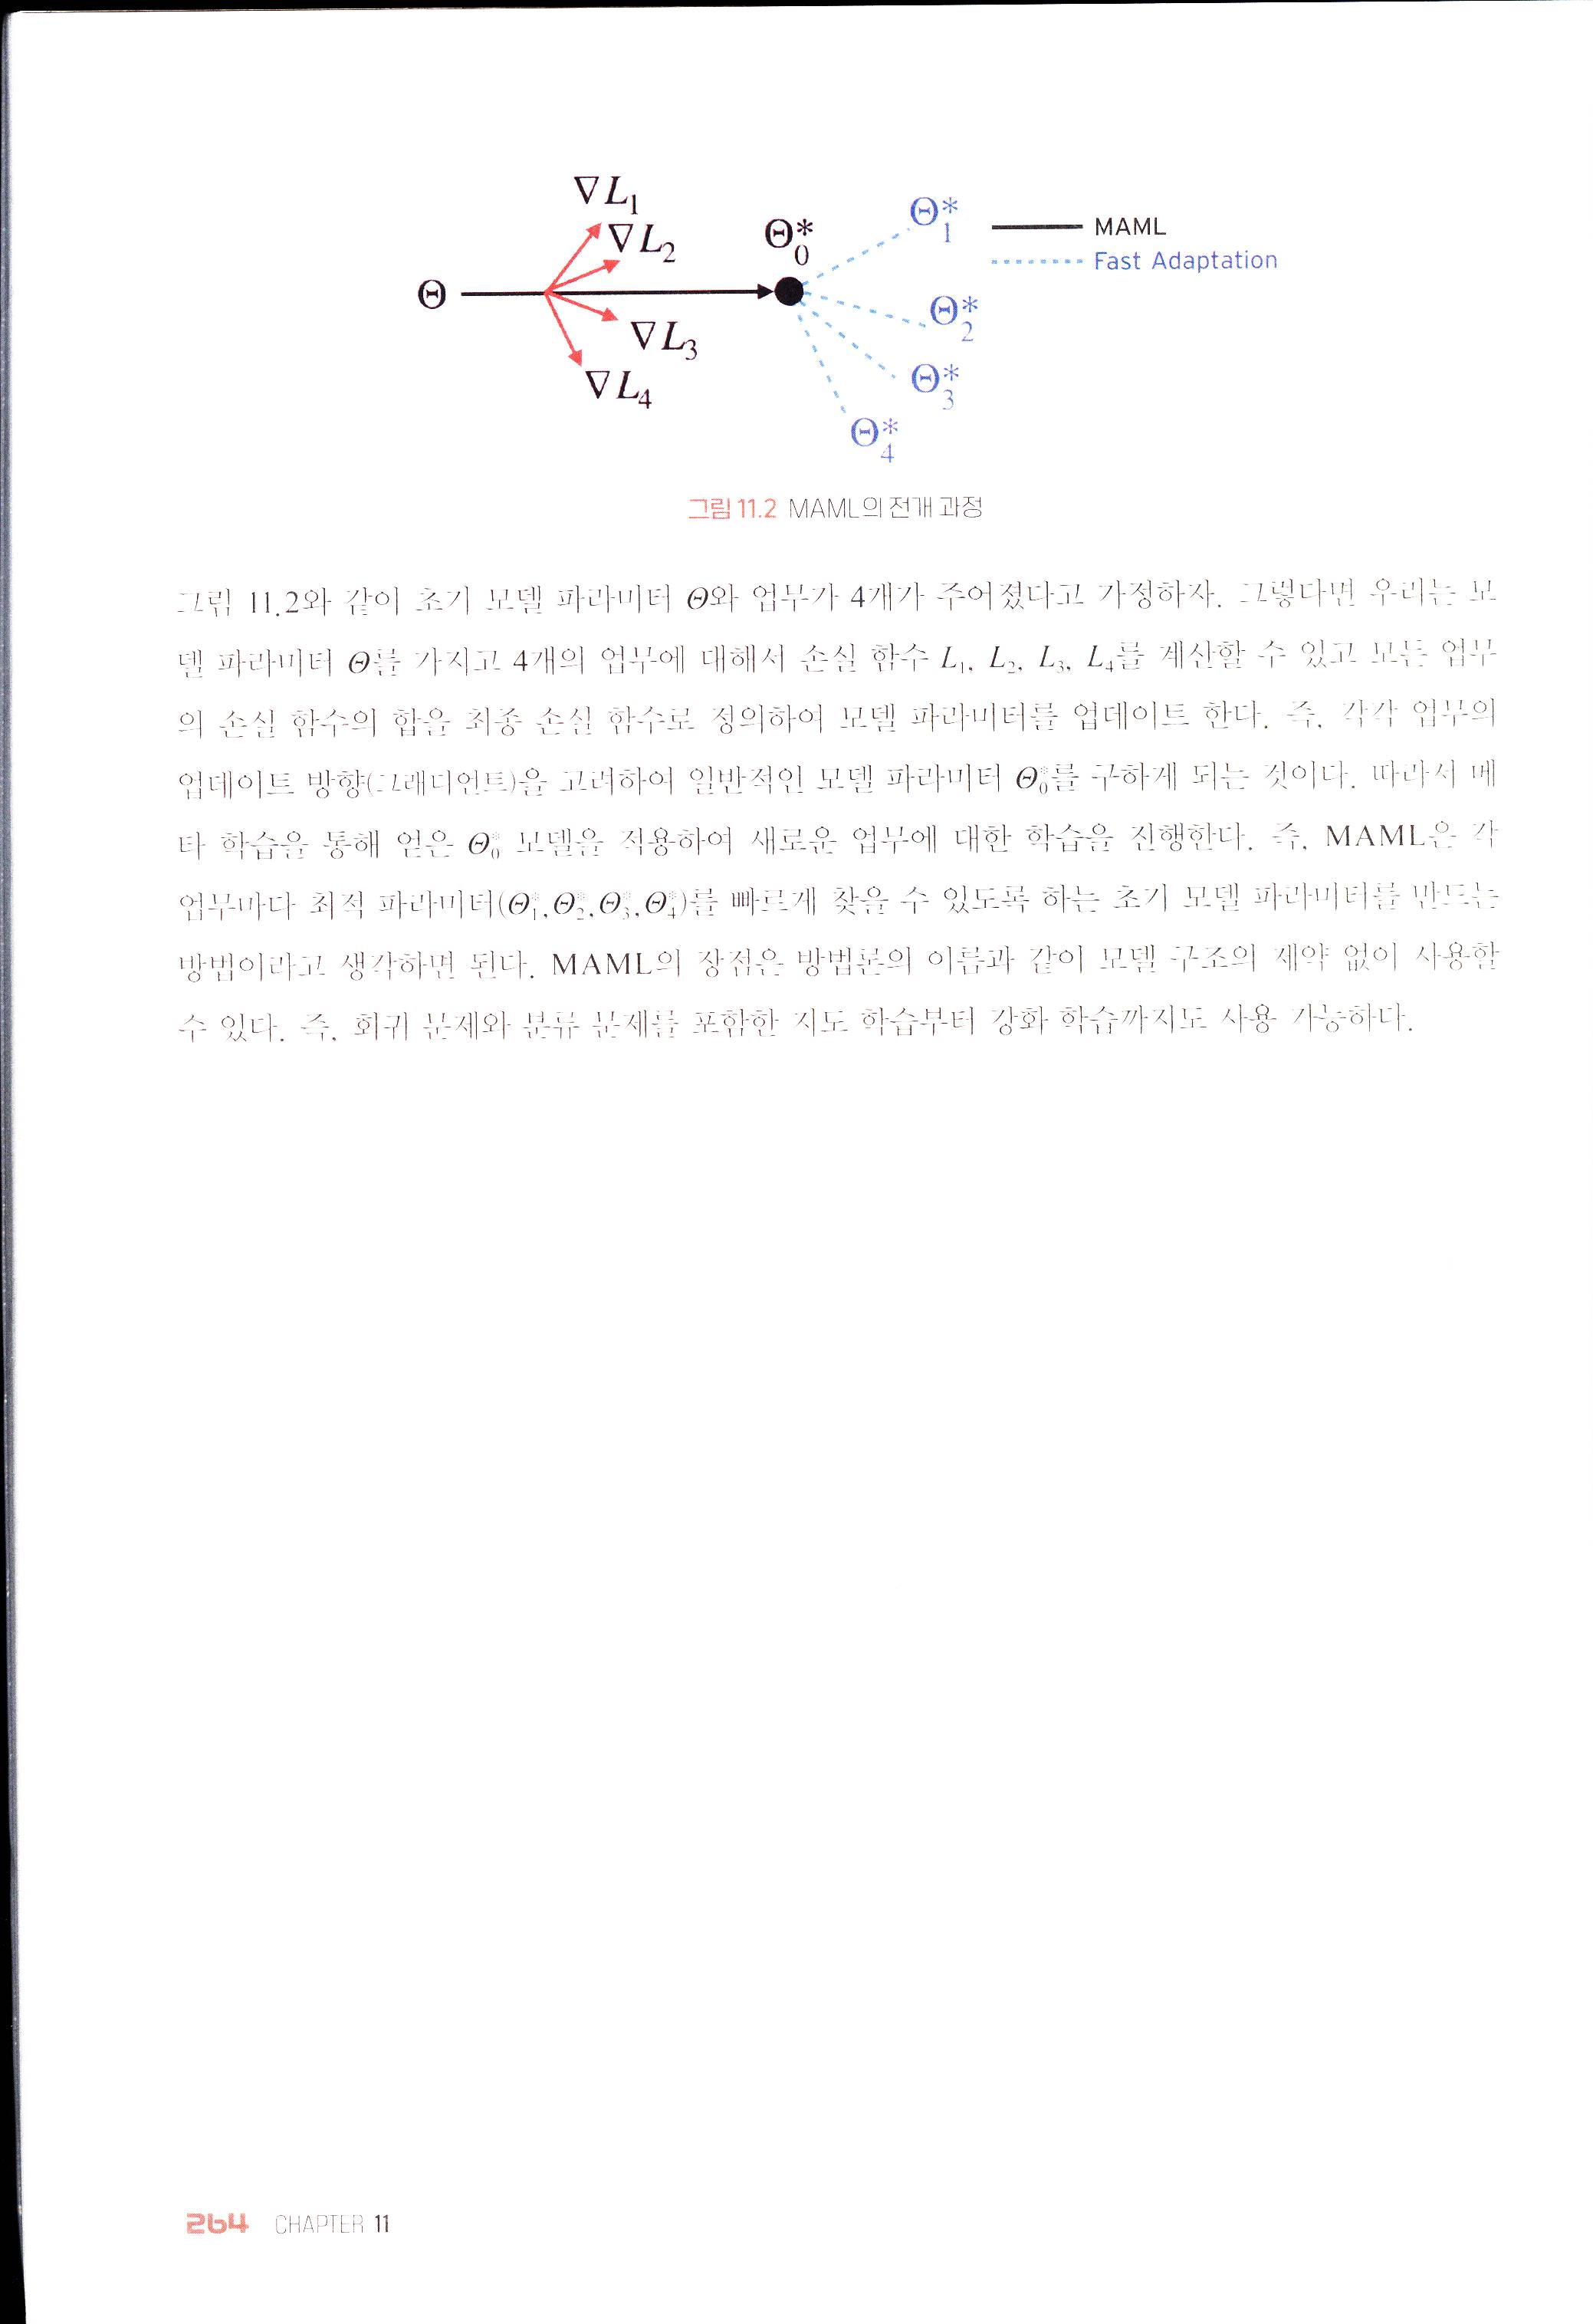 ∇L₁
∇L₂
Θ
Θ₀*
∇L₃
∇L₄
Θ₁*
Θ₂*
Θ₃*
Θ₄*
MAML
Fast Adaptation
그림 11.2 MAML의 전개 과정
그림 11.2와 같이 초기 모델 파라미터 Θ와 업무가 4개가 주어졌다고 가정하자. 그렇다면 우리는 모
델 파라미터 Θ를 가지고 4개의 업무에 대해서 손실 함수 L₁, L₂, L₃, L₄를 계산할 수 있고 모든 업무
의 손실 함수의 합을 최종 손실 함수로 정의하여 모델 파라미터를 업데이트 한다. 즉, 각각 업무의
업데이트 방향(그래디언트)을 고려하여 일반적인 모델 파라미터 Θ₀*를 구하게 되는 것이다. 따라서 메
타 학습을 통해 얻은 Θ₀* 모델을 적용하여 새로운 업무에 대한 학습을 진행한다. 즉, MAML은 각
업무마다 최적 파라미터(Θ₁*,Θ₂*,Θ₃*,Θ₄*)를 빠르게 찾을 수 있도록 하는 초기 모델 파라미터를 만드는
방법이라고 생각하면 된다. MAML의 장점은 방법론의 이름과 같이 모델 구조의 제약 없이 사용할
수 있다. 즉, 회귀 문제와 분류 문제를 포함한 지도 학습부터 강화 학습까지도 사용 가능하다.
264 CHAPTER 11